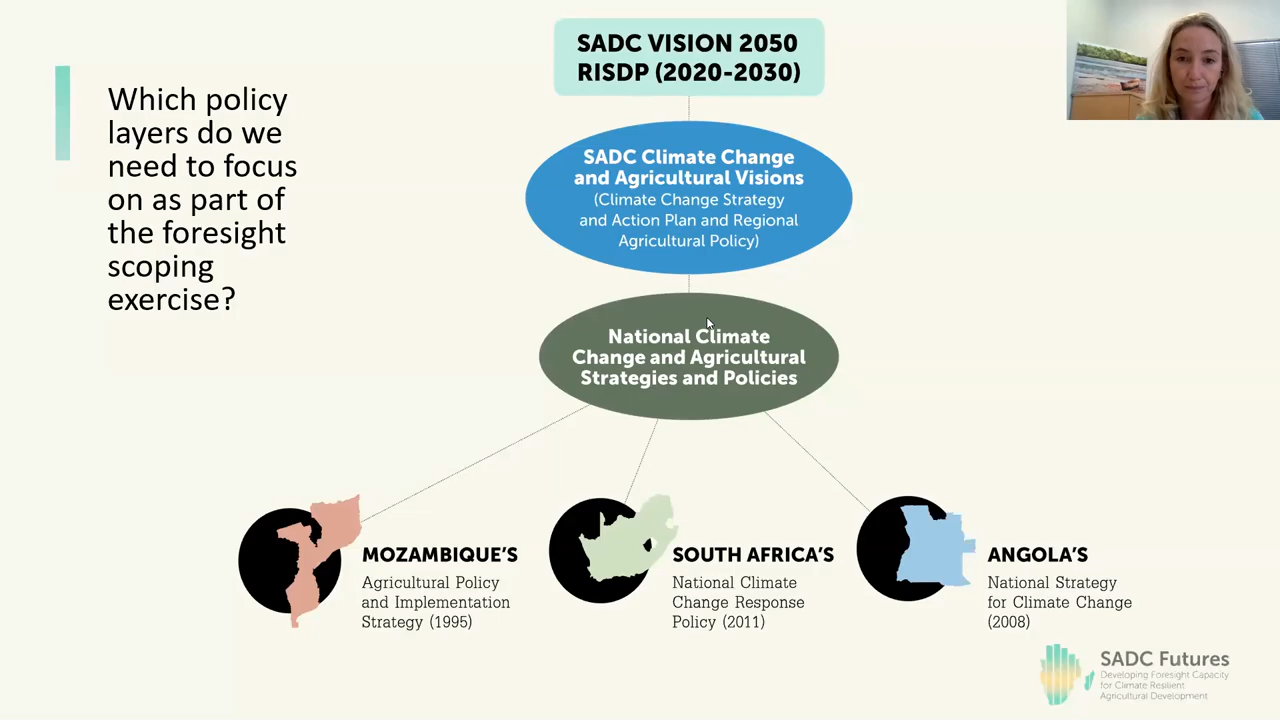 Which policy
layers do we
need to focus
on as part of
the foresight
scoping
exercise?
SADC VISION 2050
RISDP (2020-2030)
SADC Climate Change
and Agricultural Visions
(Climate Change Strategy
and Action Plan and Regional
Agricultural Policy)
National Climate
Change and Agricultural
Strategies and Policies
MOZAMBIQUE'S
Agricultural Policy
and Implementation
Strategy (1995)
SOUTH AFRICA'S
National Climate
Change Response
Policy (2011)
ANGOLA'S
National Strategy
for Climate Change
(2008)
SADC Futures
Developing Foresight Capacity
for Climate Resilient
Agricultural Development